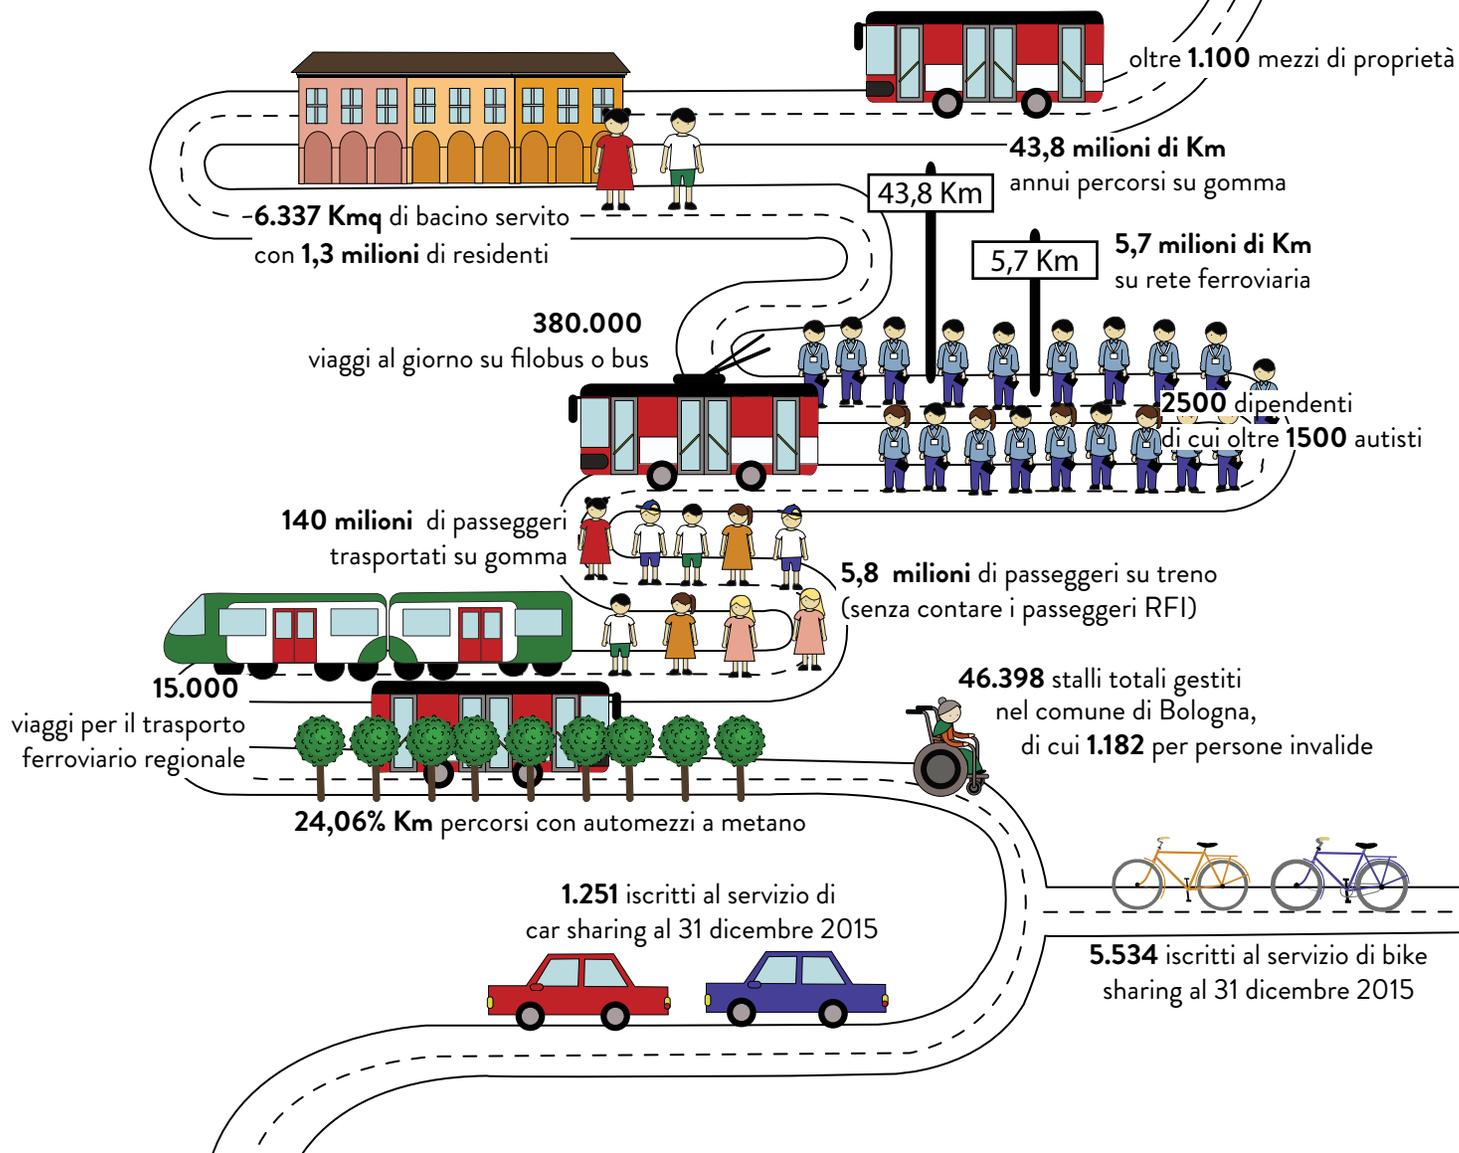 oltre 1.100 mezzi di proprietà
43,8 milioni di Km
annui percorsi su gomma
43,8 Km
6.337 Kmq di bacino servito
con 1,3 milioni di residenti
5,7 milioni di Km
su rete ferroviaria
5,7 Km
380.000
viaggi al giorno su filobus o bus
2500 dipendenti
di cui oltre 1500 autisti
140 milioni di passeggeri
trasportati su gomma
5,8 milioni di passeggeri su treno
(senza contare i passeggeri RFI)
15.000
viaggi per il trasporto
ferroviario regionale
46.398 stalli totali gestiti
nel comune di Bologna,
di cui 1.182 per persone invalide
24,06% Km percorsi con automezzi a metano
1.251 iscritti al servizio di
car sharing al 31 dicembre 2015
5.534 iscritti al servizio di bike
sharing al 31 dicembre 2015